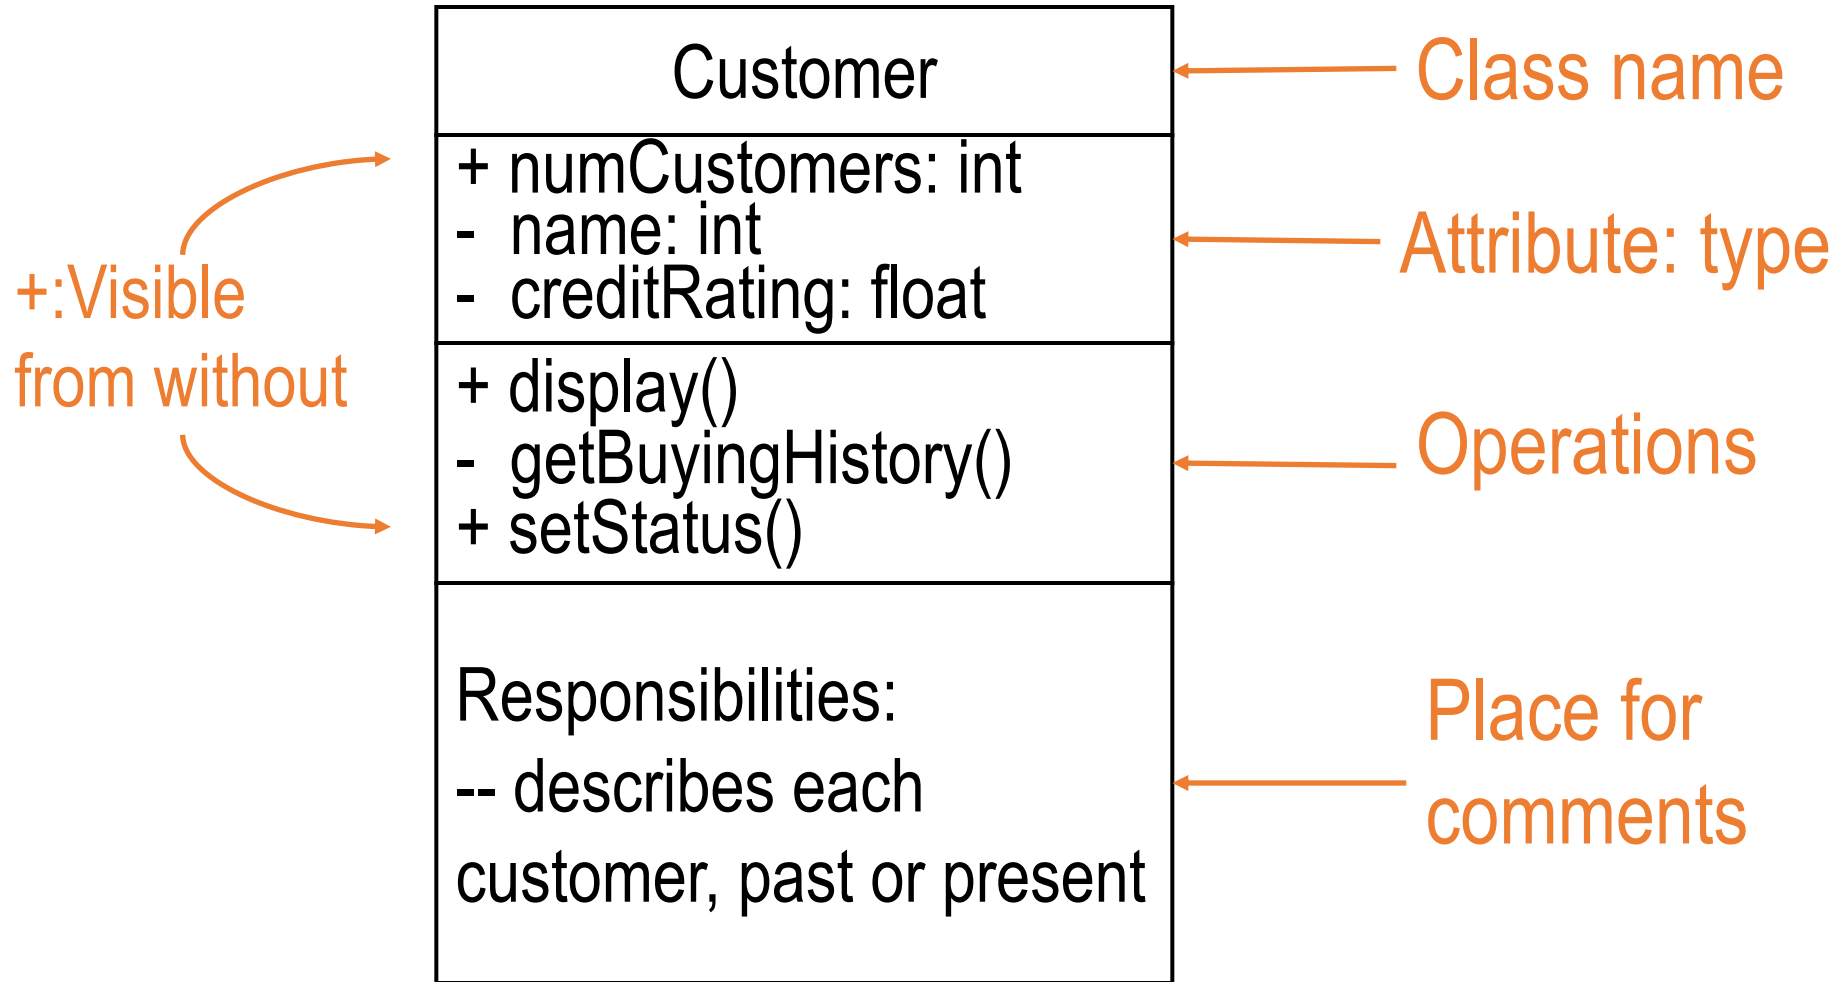 Customer
Class name
+ numCustomers: int
- name: int
- creditRating: float
Attribute: type
+:Visible
from without
+ display()
- getBuyingHistory()
+ setStatus()
Operations
Responsibilities:
-- describes each
customer, past or present
Place for
comments